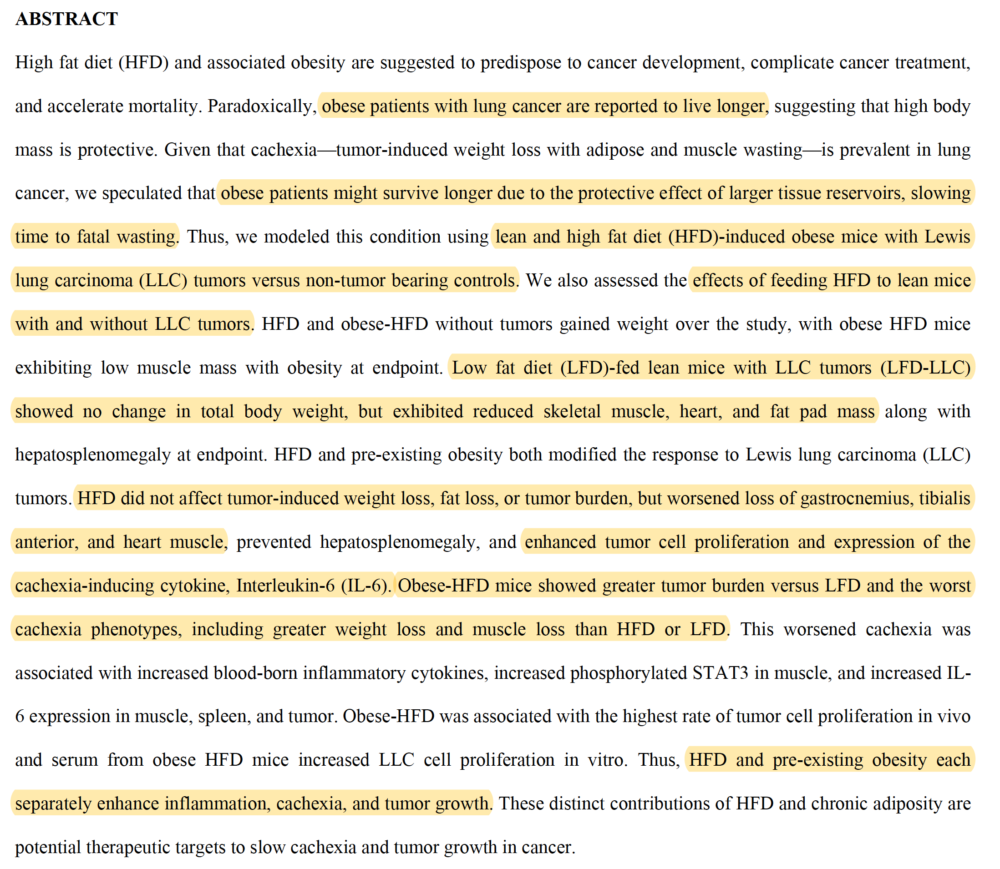 ABSTRACT
High fat diet (HFD) and associated obesity are suggested to predispose to cancer development, complicate cancer treatment,
and accelerate mortality. Paradoxically, obese patients with lung cancer are reported to live longer, suggesting that high body
mass is protective. Given that cachexia—tumor-induced weight loss with adipose and muscle wasting—is prevalent in lung
cancer, we speculated that obese patients might survive longer due to the protective effect of larger tissue reservoirs, slowing
time to fatal wasting. Thus, we modeled this condition using lean and high fat diet (HFD)-induced obese mice with Lewis
lung carcinoma (LLC) tumors versus non-tumor bearing controls. We also assessed the effects of feeding HFD to lean mice
with and without LLC tumors. HFD and obese-HFD without tumors gained weight over the study, with obese HFD mice
exhibiting low muscle mass with obesity at endpoint. Low fat diet (LFD)-fed lean mice with LLC tumors (LFD-LLC)
showed no change in total body weight, but exhibited reduced skeletal muscle, heart, and fat pad mass along with
hepatosplenomegaly at endpoint. HFD and pre-existing obesity both modified the response to Lewis lung carcinoma (LLC)
tumors. HFD did not affect tumor-induced weight loss, fat loss, or tumor burden, but worsened loss of gastrocnemius, tibialis
anterior, and heart muscle, prevented hepatosplenomegaly, and enhanced tumor cell proliferation and expression of the
cachexia-inducing cytokine, Interleukin-6 (IL-6). Obese-HFD mice showed greater tumor burden versus LFD and the worst
cachexia phenotypes, including greater weight loss and muscle loss than HFD or LFD. This worsened cachexia was
associated with increased blood-born inflammatory cytokines, increased phosphorylated STAT3 in muscle, and increased IL-
6 expression in muscle, spleen, and tumor. Obese-HFD was associated with the highest rate of tumor cell proliferation in vivo
and serum from obese HFD mice increased LLC cell proliferation in vitro. Thus, HFD and pre-existing obesity each
separately enhance inflammation, cachexia, and tumor growth. These distinct contributions of HFD and chronic adiposity are
potential therapeutic targets to slow cachexia and tumor growth in cancer.